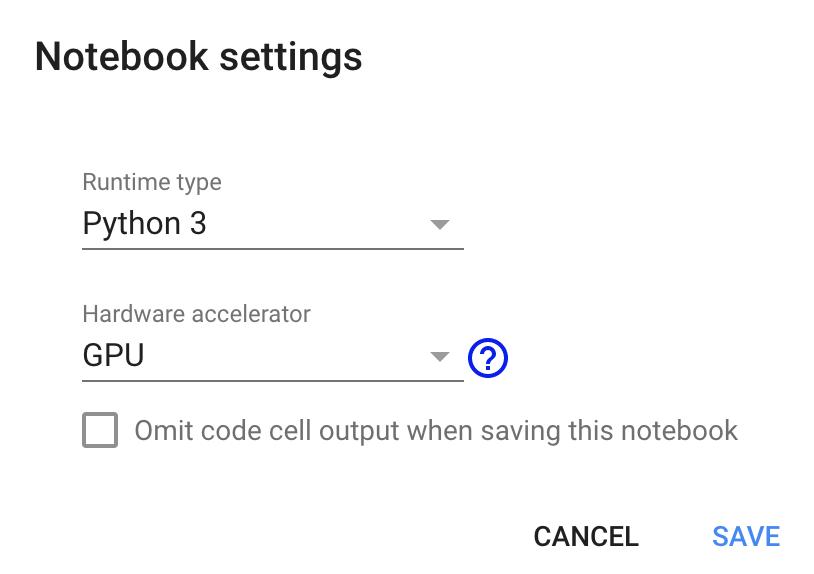 Notebook settings
Runtime type
Python 3
Hardware accelerator
GPU
?
Omit code cell output when saving this notebook
CANCEL SAVE